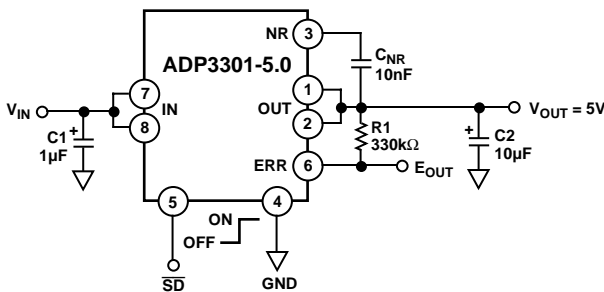 NR
3
CNR
10nF
ADP3301-5.0
7
IN
8
VIN
C1
+
1µF
1
OUT
2
VOUT = 5V
R1
330kΩ
+
C2
10µF
ERR
6
EOUT
5
4
ON
OFF
SD
GND